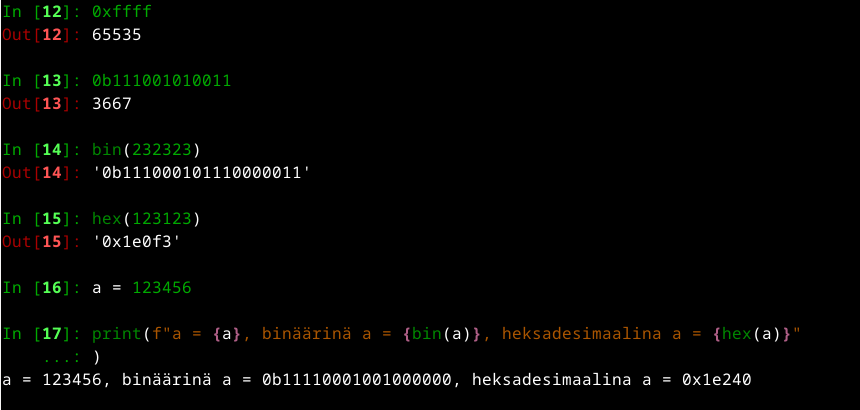 In [12]: 0xffff
Out[12]: 65535
In [13]: 0b111001010011
Out[13]: 3667
In [14]: bin(232323)
Out[14]: '0b111000101110000011'
In [15]: hex(123123)
Out[15]: '0x1e0f3'
In [16]: a = 123456
In [17]: print(f"a = {a}, binäärinä a = {bin(a)}, heksadesimaalina a = {hex(a)}"
...: )
a = 123456, binäärinä a = 0b11110001001000000, heksadesimaalina a = 0x1e240